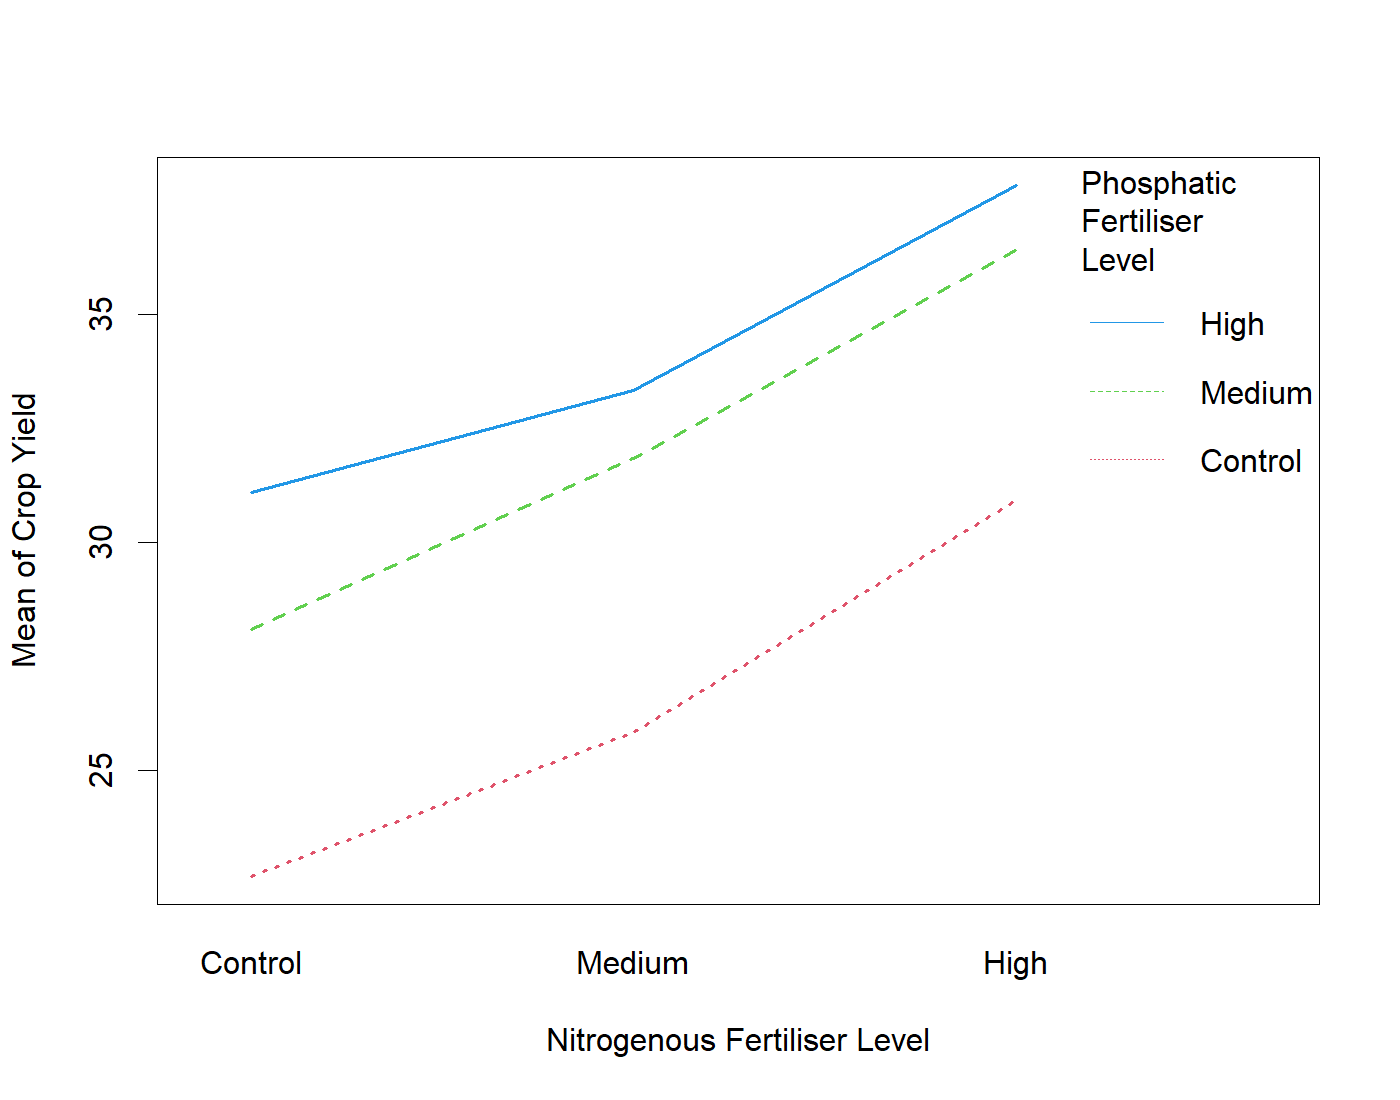 Phosphatic
Fertiliser
Level
High
Medium
Control
35
30
25
Mean of Crop Yield
Control Medium High
Nitrogenous Fertiliser Level